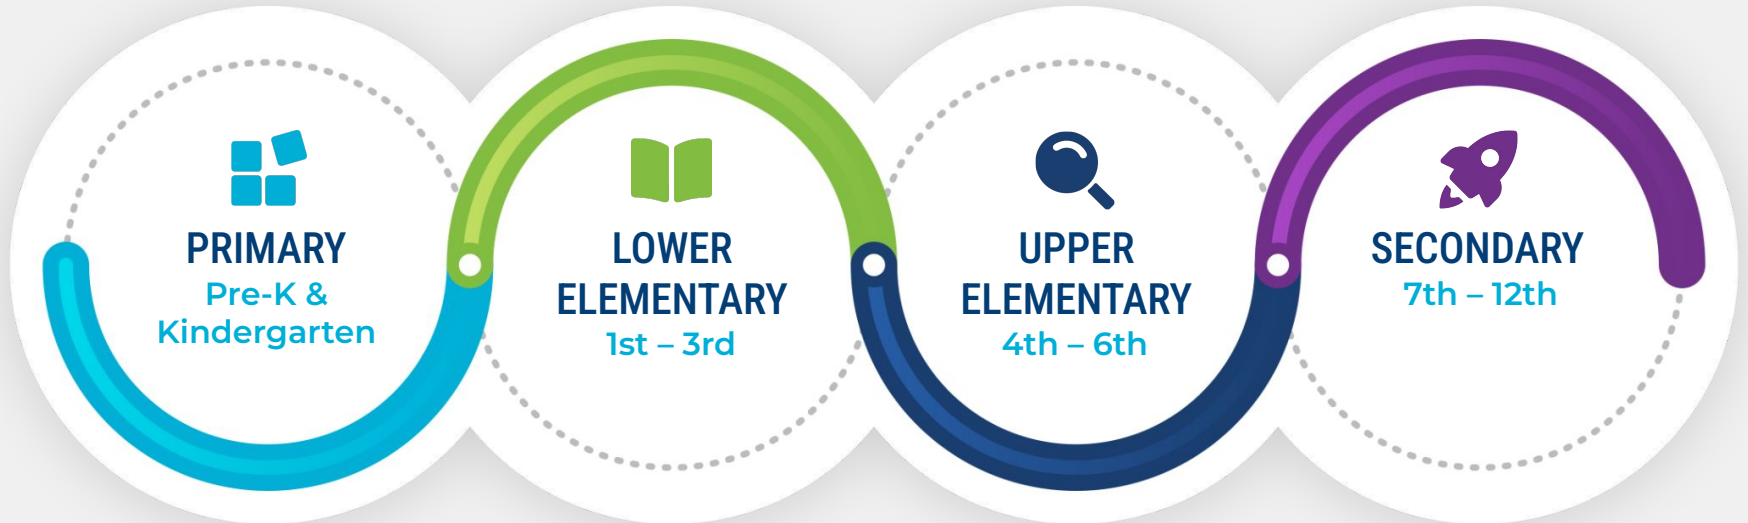 PRIMARY
Pre-K &
Kindergarten
LOWER
ELEMENTARY
1st – 3rd
UPPER
ELEMENTARY
4th – 6th
SECONDARY
7th – 12th